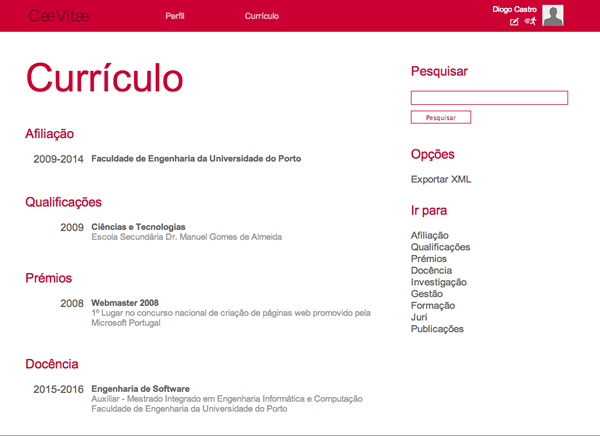 CæVitæ
Perfil
Currículo
Diogo Castro
Currículo
Afiliação
2009-2014 Faculdade de Engenharia da Universidade do Porto
Qualificações
2009 Ciências e Tecnologias
Escola Secundária Dr. Manuel Gomes de Almeida
Prémios
2008 Webmaster 2008
1º Lugar no concurso nacional de criação de páginas web promovido pela
Microsoft Portugal
Docência
2015-2016 Engenharia de Software
Auxiliar - Mestrado Integrado em Engenharia Informática e Computação
Faculdade de Engenharia da Universidade do Porto
Pesquisar
Pesquisar
Opções
Exportar XML
Ir para
Afiliação
Qualificações
Prémios
Docência
Investigação
Gestão
Formação
Juri
Publicações